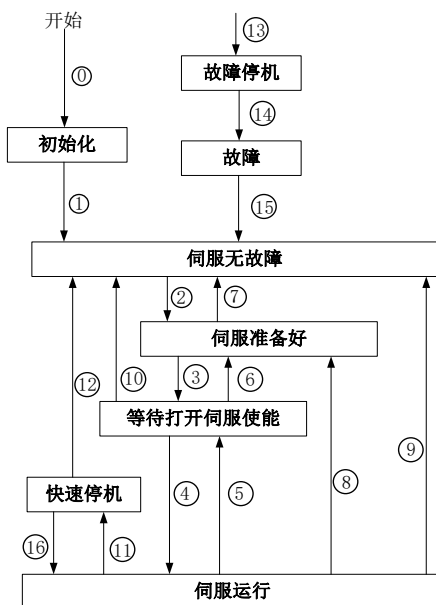 开始
⑬
⓪
故障停机
⑭
初始化
故障
①
⑮
伺服无故障
②
⑦
伺服准备好
⑫
⑩
③
⑥
等待打开伺服使能
⑨
快速停机
④
⑤
⑧
⑯
⑪
伺服运行